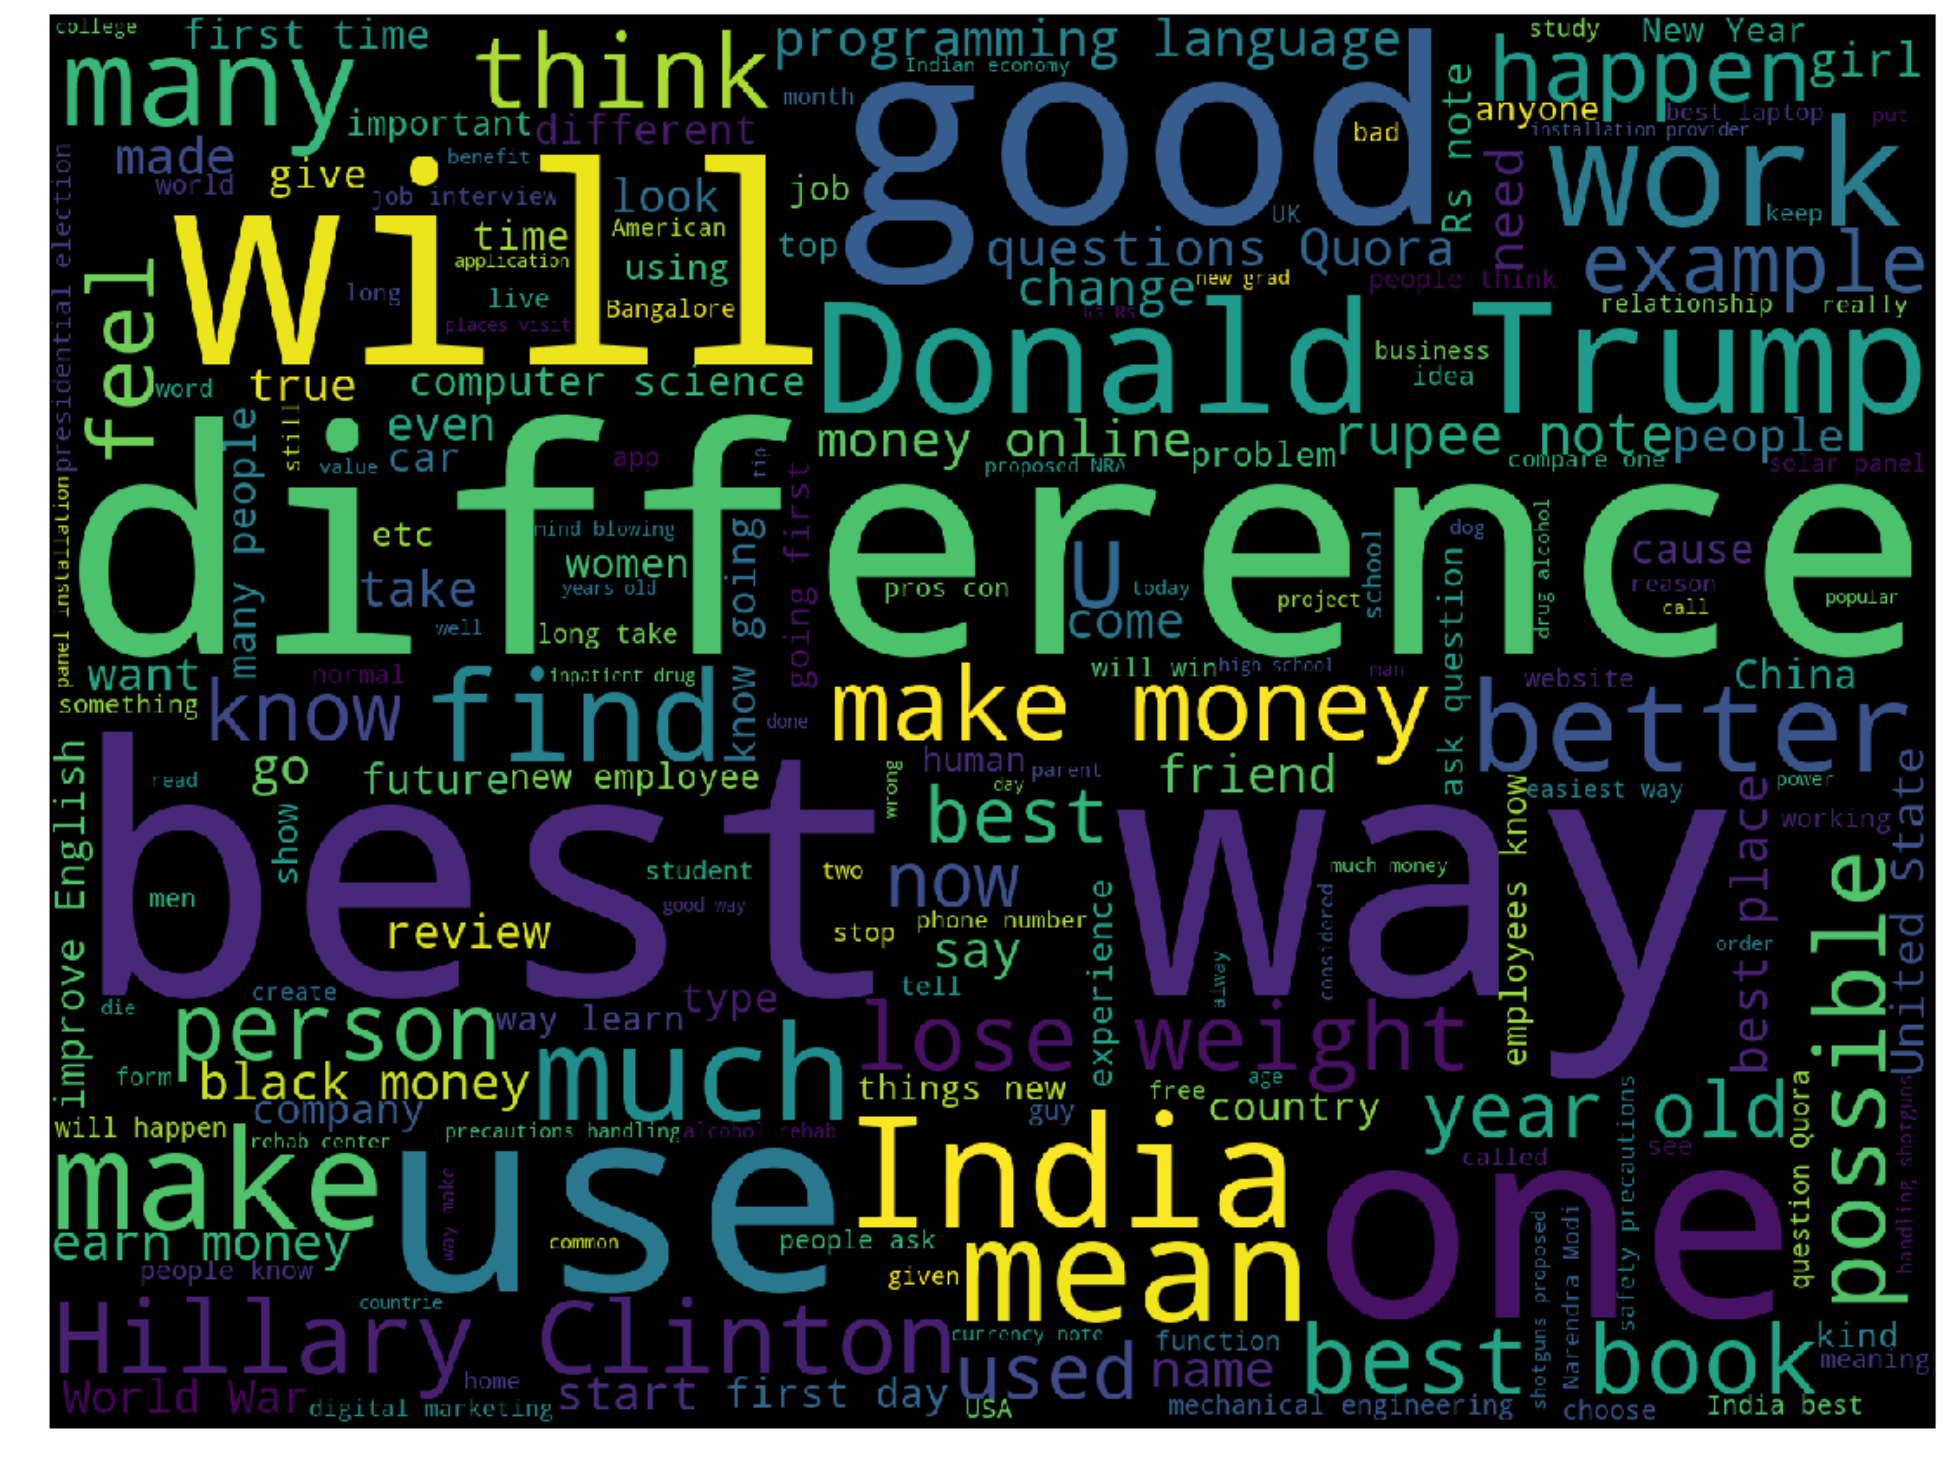 college
first time
think
programming language
Indian economy
study
New Year
many
happen
girl
important
different
month
good
bad
Rs note
anyone
best laptop
installation provider
put
made
world
give
benefit
job interview
look
job
work
keep
will
time
American
application
using
top
UK
questions Quora
need
example
long
live
places visit
Bangalore
change
new grad
people think
Rs Rs
relationship
really
presidential election
feel
Donald Trump
business
idea
word
true
computer science
many people
still
even
car
value
app
tip
money online
problem
proposed NRA
rupee note
people
compare one
solar panel
difference
panel installation
etc
mind blowing
women
years old
take
well
long take
know going
going first
pros con
U
today
come
project
school
ask question
dog
drug alcohol
cause
reason
call
popular
want
something
normal
know
find
inpatient drug
done
make money
will win
high school
man
website
China
better
improve English
read
go
show
future
new employee
wrong
human
parent
day
best
friend
easiest way
power
employees know
best place
working
United State
best way
men
student
two
good way
review
stop
now
phone number
say
tell
experience
much money
considered
alway
order
possible
die
create
person
way learn
type
lose weight
form
black money
company
much
things new
guy
free
age
country
year old
safety precautions
question Quora
handling shotguns
will happen
rehab center
precautions handling
alcohol rehab
make
use
way make
common
India
one
called
see
earn money
people know
people ask
given
mean
shotguns proposed
Narendra Modi
Hillary Clinton
countrie
currency note
function
best book
kind
meaning
World War
digital marketing
home
start first day
used
USA
name
mechanical engineering
choose
India best